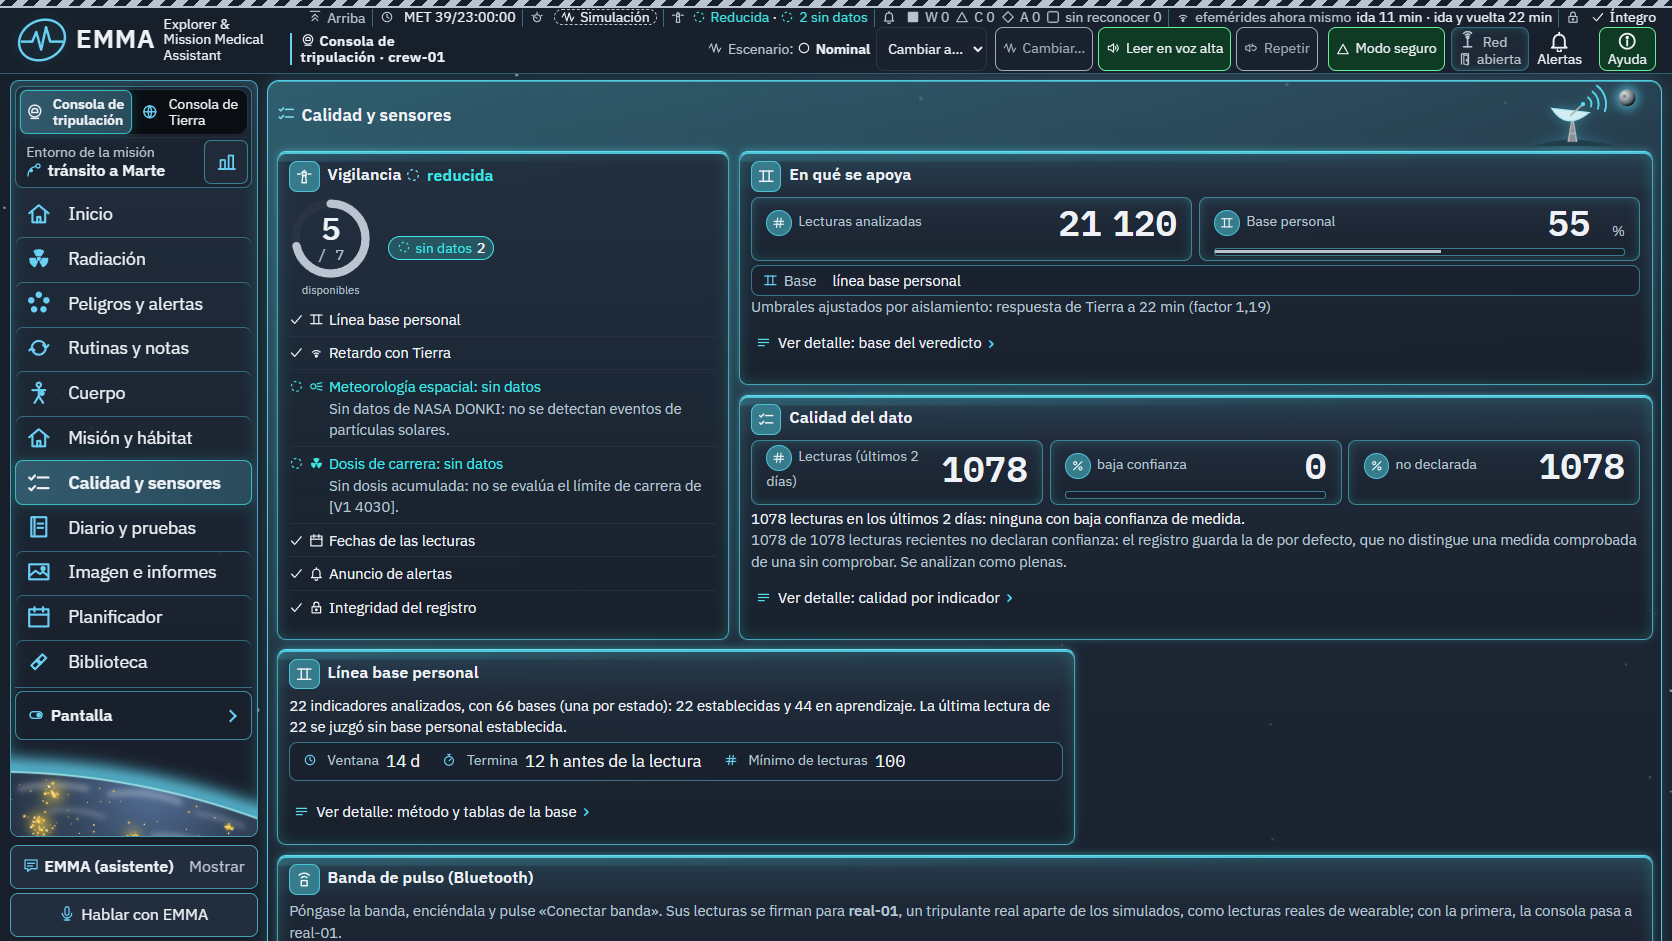 Arriba
MET 39/23:00:00
Simulación
Reducida · 2 sin datos
W 0 C 0 A 0 sin reconocer 0
efemérides ahora mismo ida 11 min · ida y vuelta 22 min
Íntegro
EMMA
Explorer &
Mission Medical
Assistant
Consola de
tripulación · crew-01
Escenario: Nominal
Cambiar a...
Cambiar...
Leer en voz alta
Repetir
Modo seguro
Red
abierta
Alertas
Ayuda
Consola de
tripulación
Consola de
Tierra
Entorno de la misión
tránsito a Marte
Inicio
Radiación
Peligros y alertas
Rutinas y notas
Cuerpo
Misión y hábitat
Calidad y sensores
Diario y pruebas
Imagen e informes
Planificador
Biblioteca
Pantalla
EMMA (asistente) Mostrar
Hablar con EMMA
Calidad y sensores
Vigilancia reducida
5
/ 7
disponibles
sin datos 2
Línea base personal
Retardo con Tierra
Meteorología espacial: sin datos
Sin datos de NASA DONKI: no se detectan eventos de
partículas solares.
Dosis de carrera: sin datos
Sin dosis acumulada: no se evalúa el límite de carrera de
[V1 4030].
Fechas de las lecturas
Anuncio de alertas
Integridad del registro
En qué se apoya
Lecturas analizadas 21 120
Base personal 55 %
Base línea base personal
Umbrales ajustados por aislamiento: respuesta de Tierra a 22 min (factor 1,19)
Ver detalle: base del veredicto
Calidad del dato
Lecturas (últimos 2
días) 1078
baja confianza 0
no declarada 1078
1078 lecturas en los últimos 2 días: ninguna con baja confianza de medida.
1078 de 1078 lecturas recientes no declaran confianza: el registro guarda la de por defecto, que no distingue una medida comprobada
de una sin comprobar. Se analizan como plenas.
Ver detalle: calidad por indicador
Línea base personal
22 indicadores analizados, con 66 bases (una por estado): 22 establecidas y 44 en aprendizaje. La última lectura de
22 se juzgó sin base personal establecida.
Ventana 14 d Termina 12 h antes de la lectura Mínimo de lecturas 100
Ver detalle: método y tablas de la base
Banda de pulso (Bluetooth)
Póngase la banda, enciéndala y pulse «Conectar banda». Sus lecturas se firman para real-01, un tripulante real aparte de los simulados, como lecturas reales de wearable; con la primera, la consola pasa a
real-01.